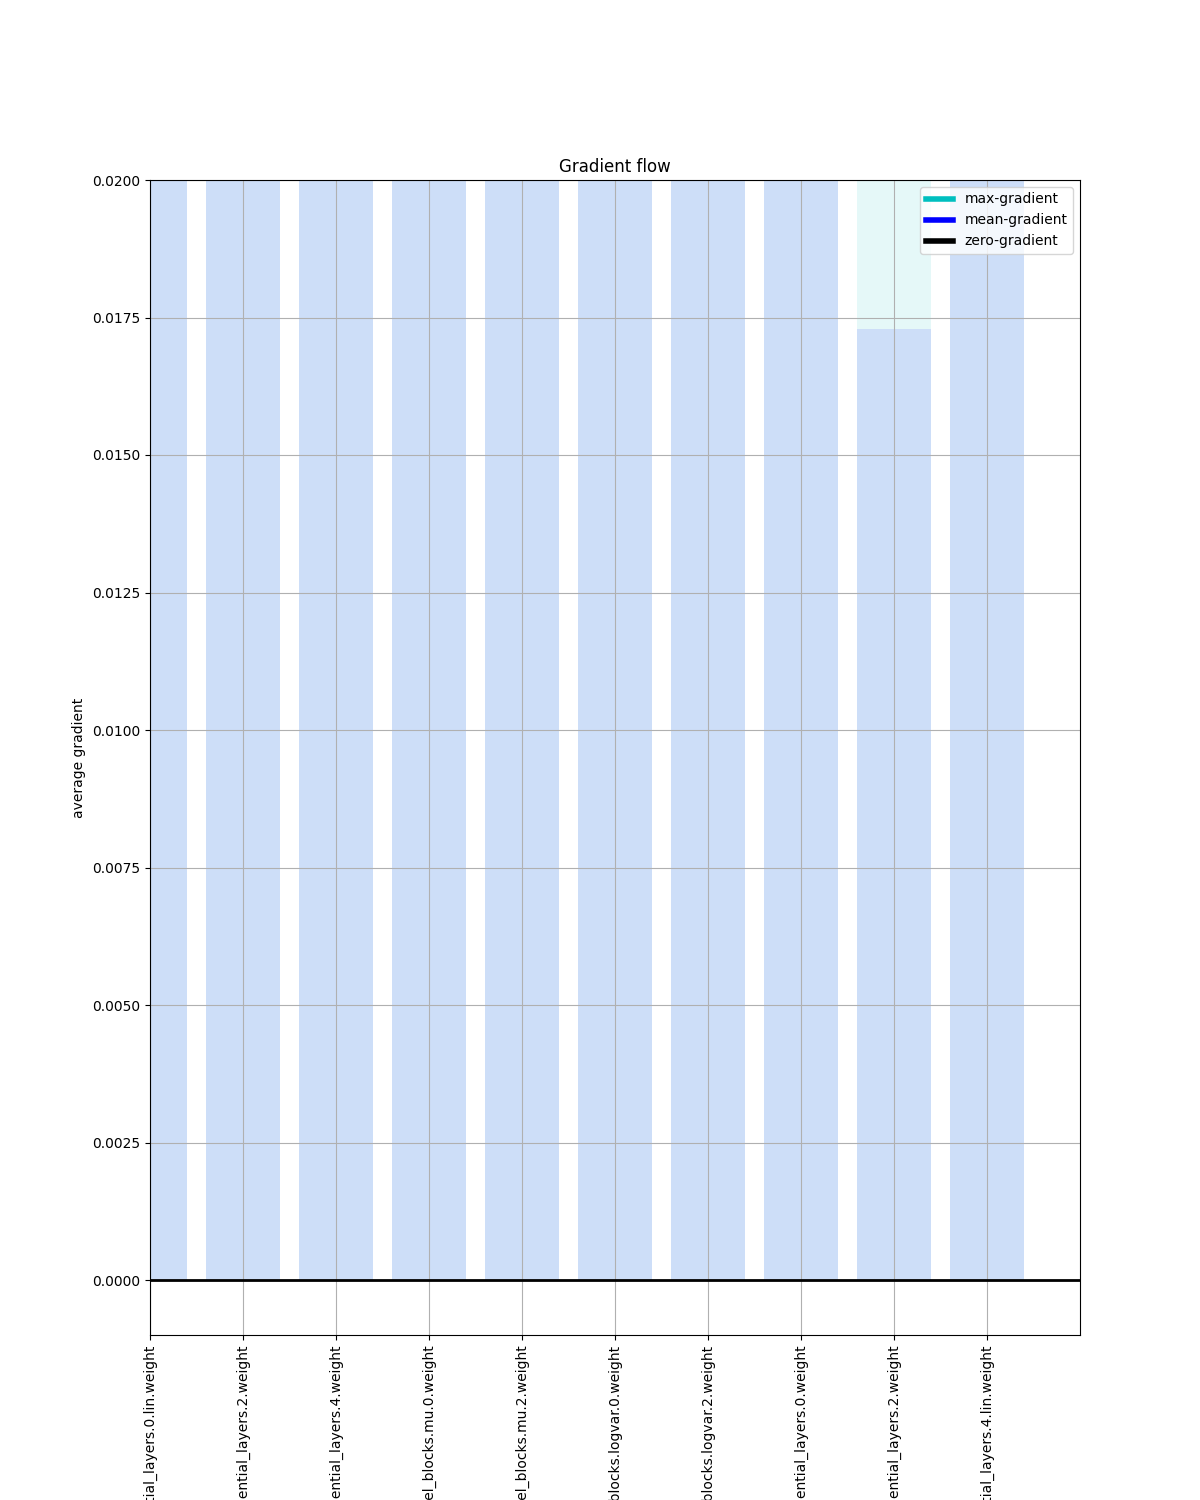 Gradient flow
max-gradient
mean-gradient
zero-gradient
0.0200
0.0175
0.0150
0.0125
0.0100
0.0075
0.0050
0.0025
0.0000
average gradient
tial_layers.0.lin.weight
ential_layers.2.weight
ential_layers.4.weight
el_blocks.mu.0.weight
el_blocks.mu.2.weight
blocks.logvar.0.weight
blocks.logvar.2.weight
ential_layers.0.weight
ential_layers.2.weight
tial_layers.4.lin.weight